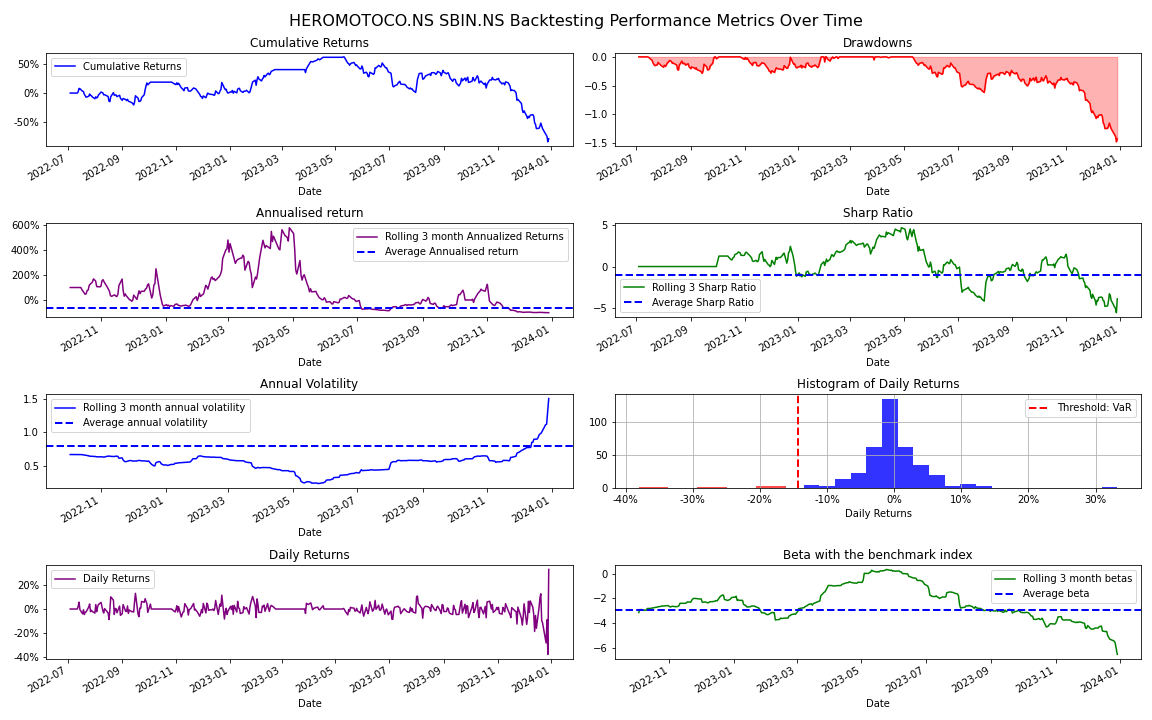 HEROMOTOCO.NS SBIN.NS Backtesting Performance Metrics Over Time
Cumulative Returns
Cumulative Returns
50%
0%
-50%
2022-07 2022-09 2022-11 2023-01 2023-03 2023-05 2023-07 2023-09 2023-11 2024-01
Date
Drawdowns
0.0
−0.5
−1.0
−1.5
2022-07 2022-09 2022-11 2023-01 2023-03 2023-05 2023-07 2023-09 2023-11 2024-01
Date
Annualised return
600%
400%
200%
0%
Rolling 3 month Annualized Returns
Average Annualised return
2022-11 2023-01 2023-03 2023-05 2023-07 2023-09 2023-11 2024-01
Date
Sharp Ratio
5
0
−5
Rolling 3 Sharp Ratio
Average Sharp Ratio
2022-07 2022-09 2022-11 2023-01 2023-03 2023-05 2023-07 2023-09 2023-11 2024-01
Date
Annual Volatility
1.5
1.0
0.5
Rolling 3 month annual volatility
Average annual volatility
2022-11 2023-01 2023-03 2023-05 2023-07 2023-09 2023-11 2024-01
Date
Histogram of Daily Returns
Threshold: VaR
100
50
0
-40% -30% -20% -10% 0% 10% 20% 30%
Daily Returns
Daily Returns
Daily Returns
20%
0%
-20%
-40%
2022-07 2022-09 2022-11 2023-01 2023-03 2023-05 2023-07 2023-09 2023-11 2024-01
Date
Beta with the benchmark index
0
−2
−4
−6
Rolling 3 month betas
Average beta
2022-11 2023-01 2023-03 2023-05 2023-07 2023-09 2023-11 2024-01
Date